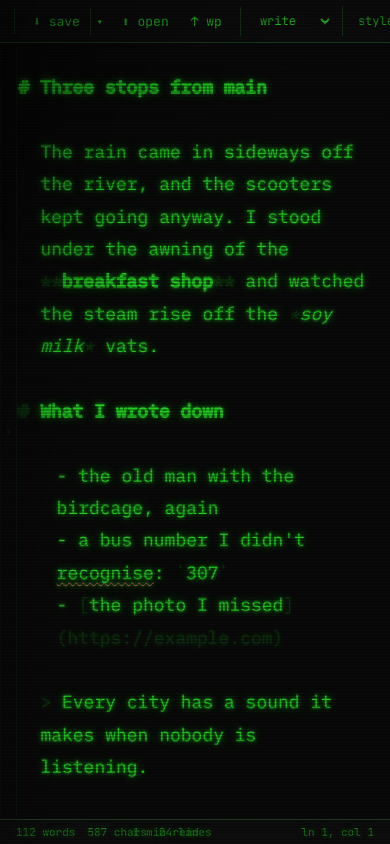 ⬇ save ▾ ⬆ open ↑ wp write style
# Three stops from main
The rain came in sideways off
the river, and the scooters
kept going anyway. I stood
under the awning of the
**breakfast shop** and watched
the steam rise off the *soy
milk* vats.
# What I wrote down
- the old man with the
birdcage, again
- a bus number I didn't
recognise: `307`
- [the photo I missed]
(https://example.com)
> Every city has a sound it
makes when nobody is
listening.
112 words 587 chars ln 1, col 1